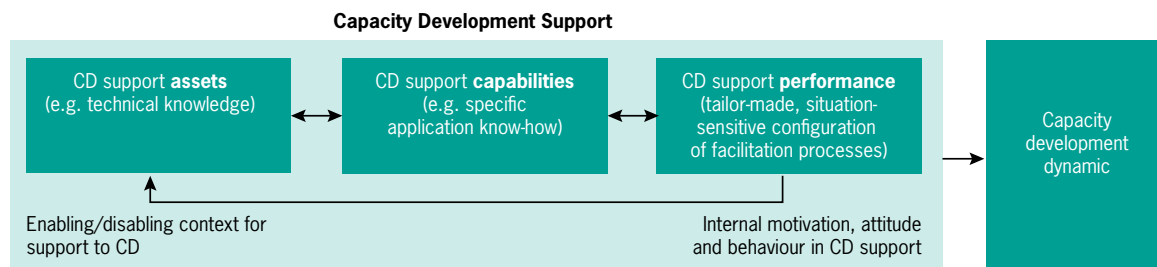 Capacity Development Support
CD support assets
(e.g. technical knowledge)
CD support capabilities
(e.g. specific
application know-how)
CD support performance
(tailor-made, situation-
sensitive configuration
of facilitation processes)
Capacity
development
dynamic
Enabling/disabling context for
support to CD
Internal motivation, attitude
and behaviour in CD support